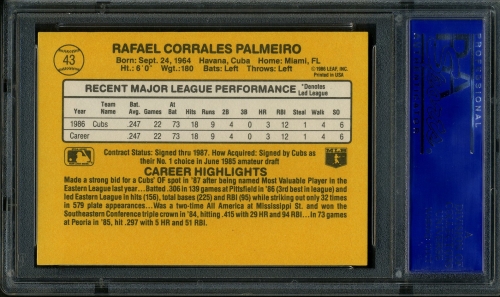 43
RAFAEL CORRALES PALMEIRO
Born: Sept. 24, 1964 Havana, Cuba Home: Miami, FL
Ht.: 6'0" Wgt.:180 Bats: Left Throws: Left
©1986 LEAF, INC.
Printed in USA
RECENT MAJOR LEAGUE PERFORMANCE *Denotes Led League
Year Team Name Bat. Avg. Games At Bat Hits Runs 2B 3B HR RBI Steal Walk SO
1986 Cubs .247 22 73 18 9 4 0 3 12 1 4 6
Career .247 22 73 18 9 4 0 3 12 1 4 6
Contract Status: Signed thru 1987. How Acquired: Signed by Cubs as
their No. 1 choice in June 1985 amateur draft
CAREER HIGHLIGHTS
Made a strong bid for a Cubs' OF spot in '87 after being named Most Valuable Player in the
Eastern League last year...Batted .306 in 139 games at Pittsfield in '86 (3rd best in league) and
led Eastern League in hits (156), total bases (225) and RBI (95) while striking out only 32 times in
579 plate appearances...Was a two-time All America at Mississippi St. and won the
Southeastern Conference triple crown in '84, hitting .415 with 29 HR and 94 RBI...In 73 games
at Peoria in '85, hit .297 with 5 HR and 51 RBI.
PROFESSIONAL
PSA